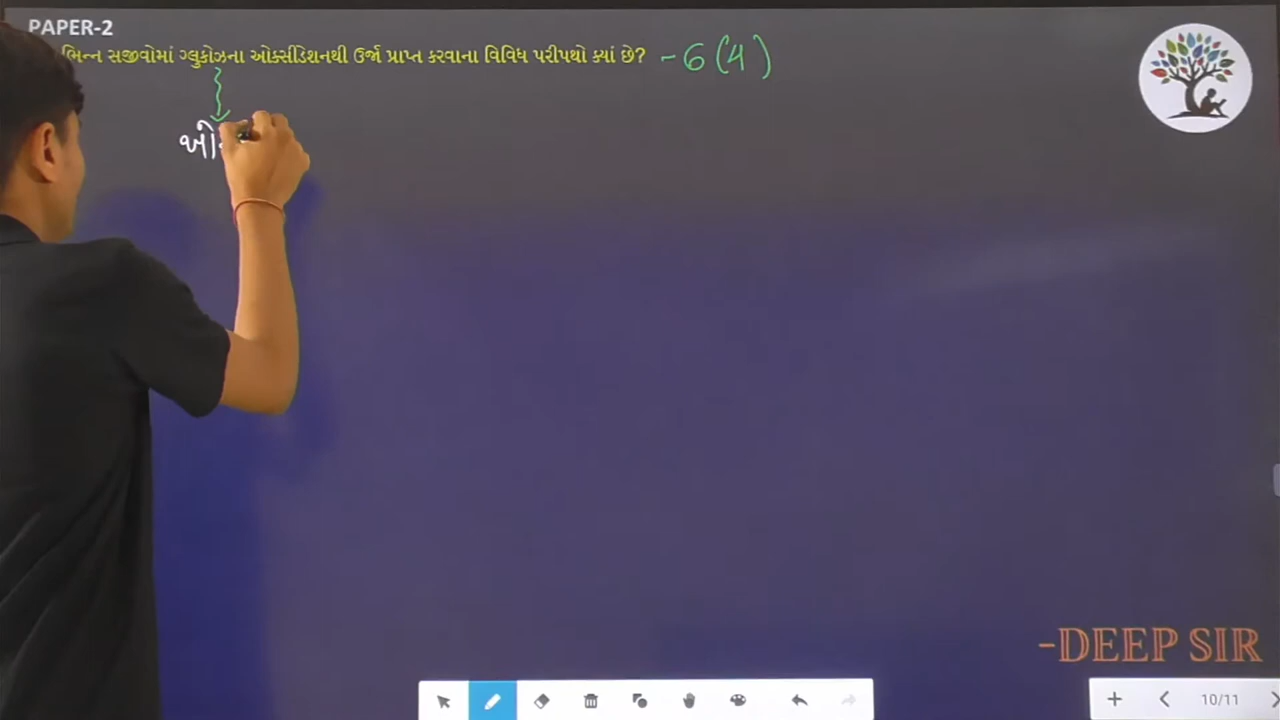 PAPER-2
ભિન્ન સજીવોમાં ગ્લુકોઝના ઓક્સીડેશનથી ઉર્જા પ્રાપ્ત કરવાના વિવિધ પરીપથો ક્યાં છે? - 6 (4)
-DEEP SIR
10/11